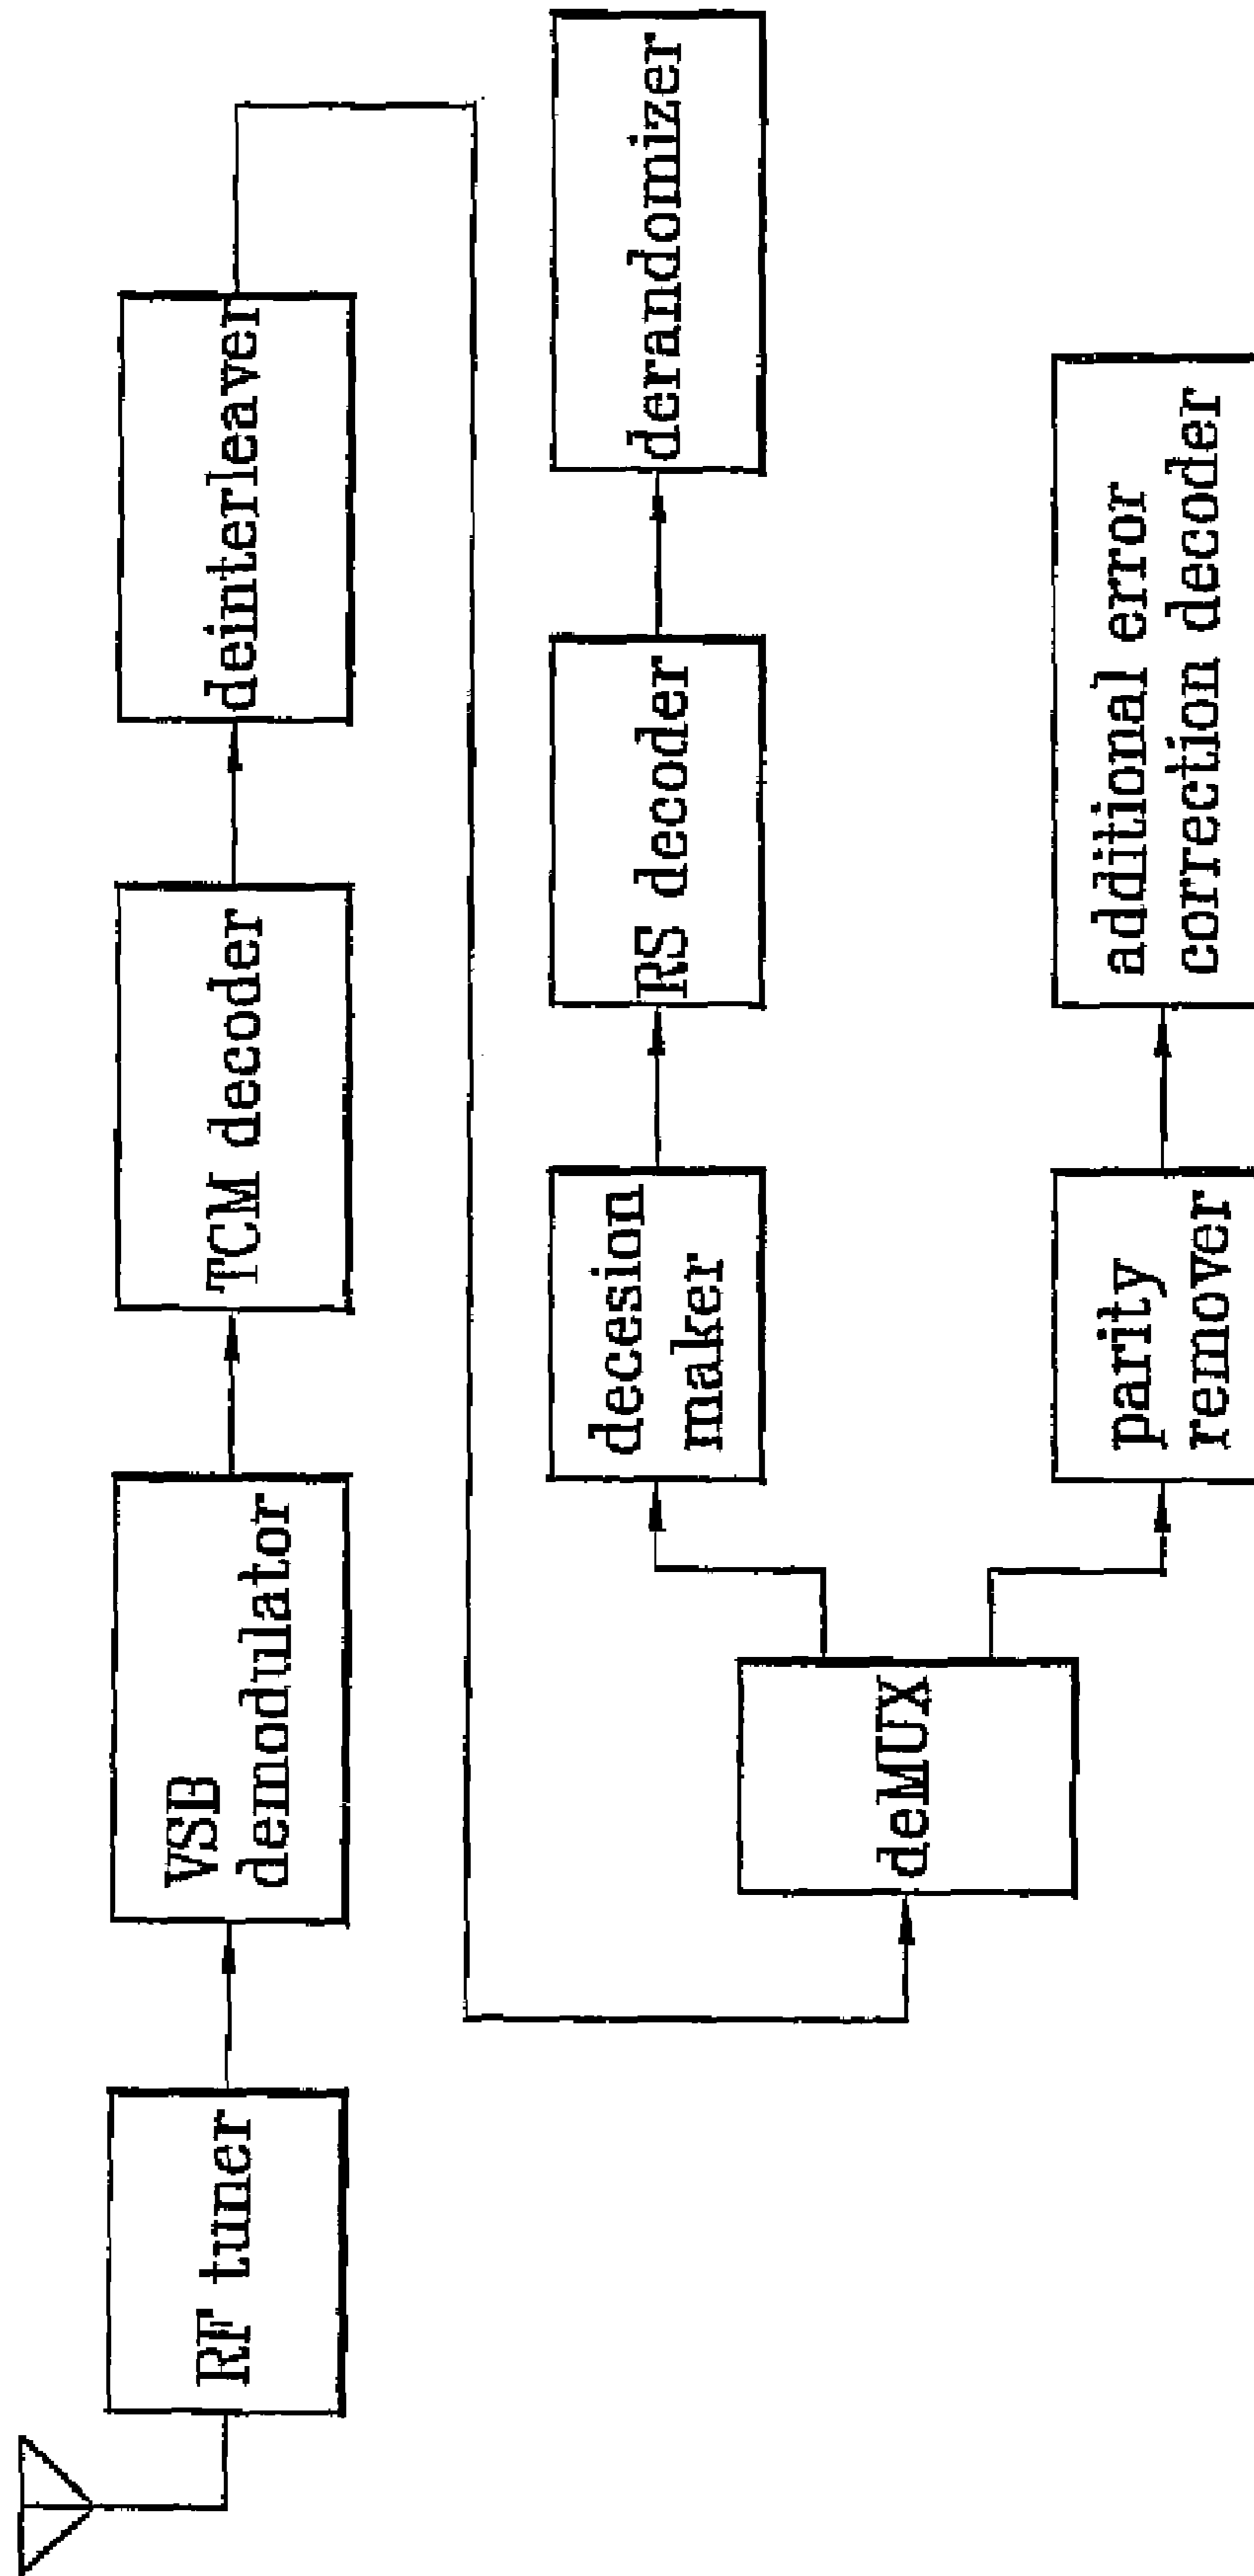 RF tuner
VSB
demodulator
TCM decoder
deinterleaver
deMUX
decesion
maker
RS decoder
derandomizer
parity
remover
additional error
correction decoder